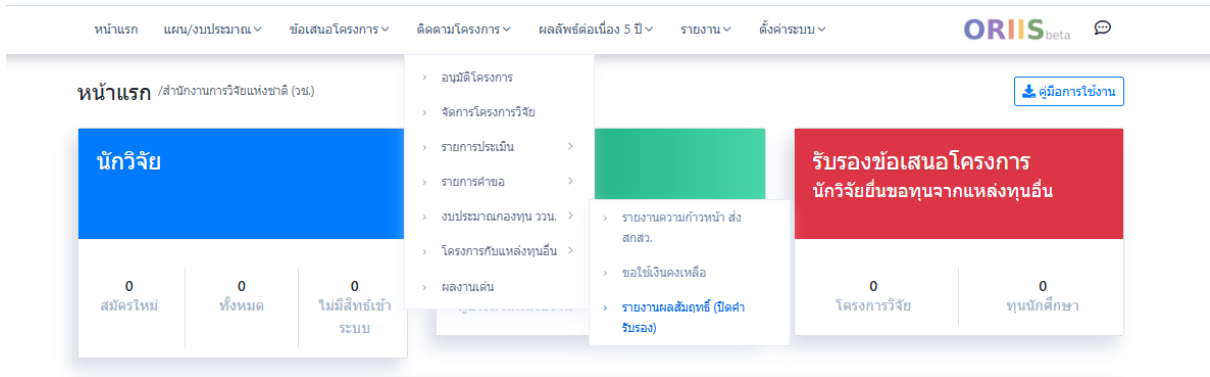 หน้าแรก แผน/งบประมาณ ข้อเสนอโครงการ ติดตามโครงการ ผลลัพธ์ต่อเนื่อง 5 ปี รายงาน ตั้งค่าระบบ ORIIS beta
หน้าแรก /สำนักงานการวิจัยแห่งชาติ (วช.)
คู่มือการใช้งาน
อนุมัติโครงการ
จัดการโครงการวิจัย
รายการประเมิน
รายการคำขอ
งบประมาณกองทุน ววน.
โครงการกับแหล่งทุนอื่น
ผลงานเด่น
รายงานความก้าวหน้า ส่ง
สกสว.
ขอใช้เงินคงเหลือ
รายงานผลสัมฤทธิ์ (ปิดคำ
รับรอง)
นักวิจัย
0 0 0
สมัครใหม่ ทั้งหมด ไม่มีสิทธ์เข้า
ระบบ
รับรองข้อเสนอโครงการ
นักวิจัยยื่นขอทุนจากแหล่งทุนอื่น
0 0
โครงการวิจัย ทุนนักศึกษา